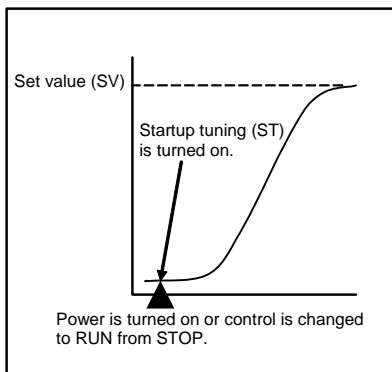 Set value (SV)
Startup tuning (ST)
is turned on.
Power is turned on or control is changed
to RUN from STOP.